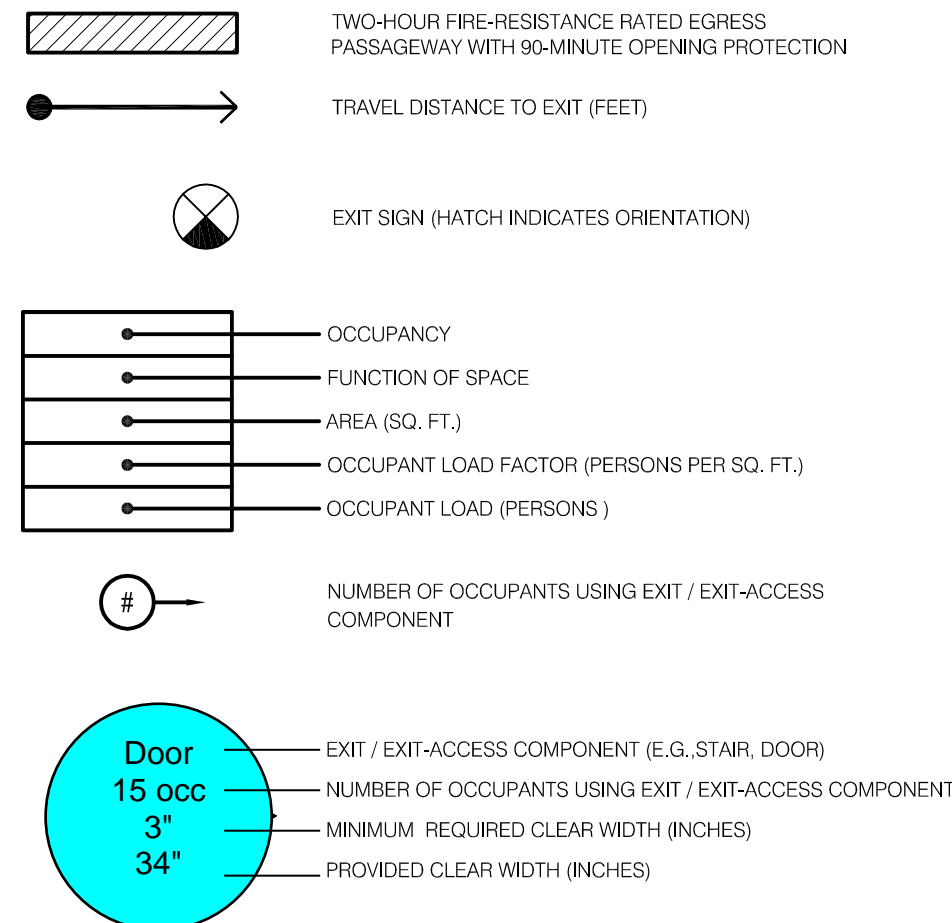 TWO-HOUR FIRE-RESISTANCE RATED EGRESS
PASSAGEWAY WITH 90-MINUTE OPENING PROTECTION
TRAVEL DISTANCE TO EXIT (FEET)
EXIT SIGN (HATCH INDICATES ORIENTATION)
OCCUPANCY
FUNCTION OF SPACE
AREA (SQ. FT.)
OCCUPANT LOAD FACTOR (PERSONS PER SQ. FT.)
OCCUPANT LOAD (PERSONS )
#
NUMBER OF OCCUPANTS USING EXIT / EXIT-ACCESS
COMPONENT
Door
EXIT / EXIT-ACCESS COMPONENT (E.G.,STAIR, DOOR)
15 occ
NUMBER OF OCCUPANTS USING EXIT / EXIT-ACCESS COMPONENT
3"
MINIMUM REQUIRED CLEAR WIDTH (INCHES)
34"
PROVIDED CLEAR WIDTH (INCHES)